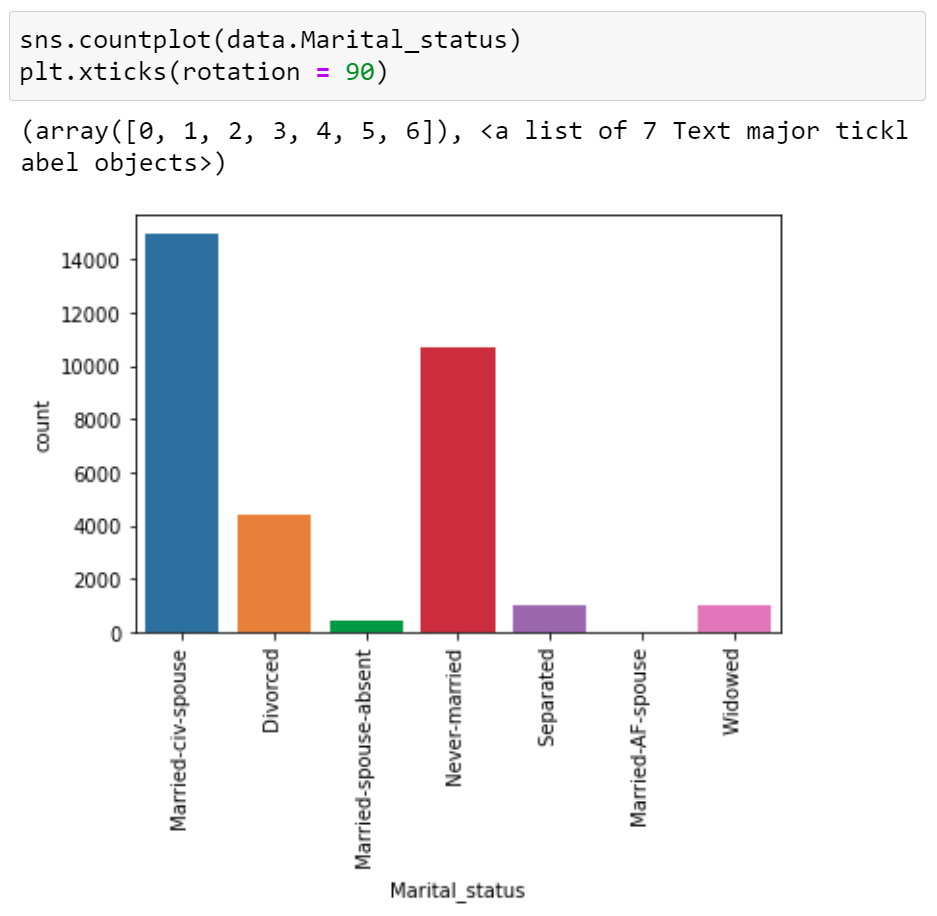 sns.countplot(data.Marital_status)
plt.xticks(rotation = 90)
(array([0, 1, 2, 3, 4, 5, 6]), <a list of 7 Text major tickl
abel objects>)
14000
12000
10000
8000
6000
4000
2000
0
count
Married-civ-spouse
Divorced
Married-spouse-absent
Never-married
Separated
Married-AF-spouse
Widowed
Marital_status